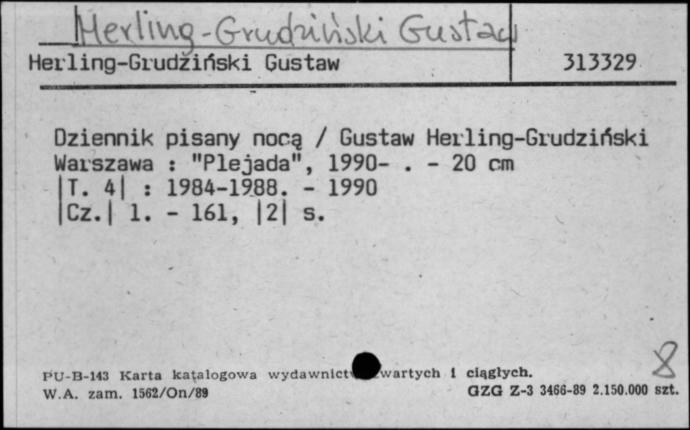 Herling-Grudziński Gustaw
Herling-Grudziński Gustaw 313329
Dziennik pisany nocą / Gustaw Herling-Grudziński
Warszawa : "Plejada", 1990- . - 20 cm
|T. 4| : 1984-1988. - 1990
|Cz.| 1. - 161, |2| s.
8
PU-B-143 Karta katalogowa wydawnict wartych i ciągłych.
W.A. zam. 1562/On/89 GZG Z-3 3466-89 2.150.000 szt.